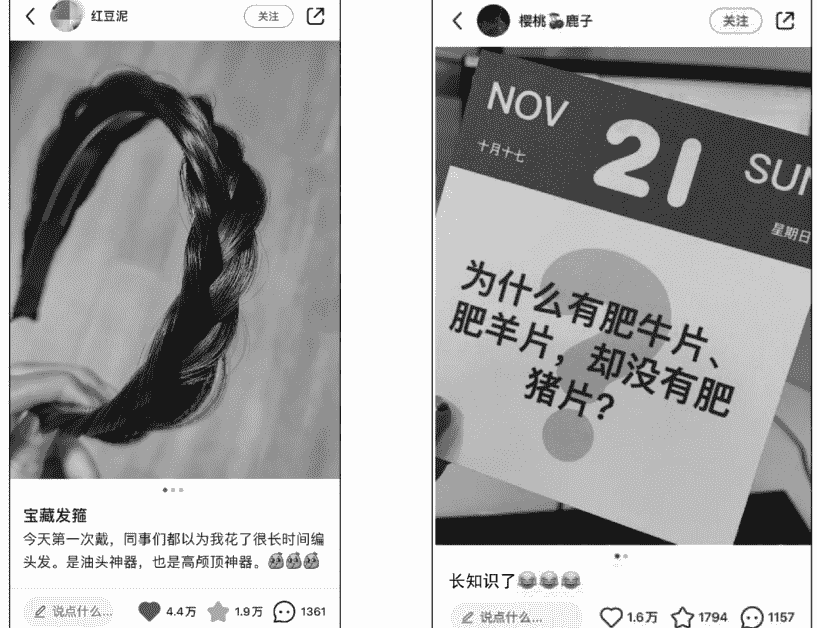 红豆泥
关注
宝藏发箍
今天第一次戴，同事们都以为我花了很长时间编
头发。是油头神器，也是高颅顶神器。
说点什么...
4.4万
1.9万
1361
樱桃🍒鹿子
关注
NOV
十月十七
21
SUN
星期日
为什么有肥牛片、
肥羊片，却没有肥
猪片？
长知识了😂😂😂
说点什么...
1.6万
1794
1157